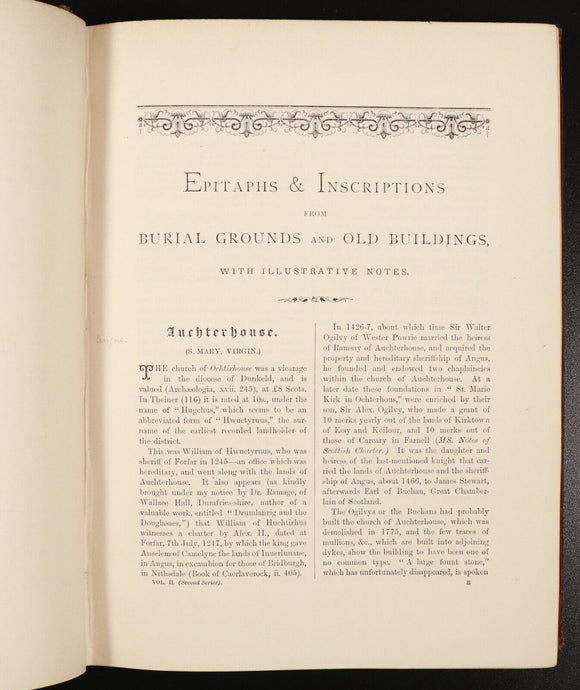 EPITAPHS & INSCRIPTIONS
FROM
BURIAL GROUNDS AND OLD BUILDINGS,
WITH ILLUSTRATIVE NOTES.
Auchterhouse.
(S. MARY, VIRGIN.)
THE church of Ochtirhouse was a vicarage
in the diocese of Dunkeld, and is
valued (Archæologia, xvii. 245), at £8 Scots.
In Theiner (116) it is rated at 10s., under the
name of " Hugehus," which seems to be an
abbreviated form of " Hwuctyruus," the sur-
name of the earliest recorded landholder of
the district.
This was William of Hwuctyruus, who was
sheriff of Forfar in 1245—an office which was
hereditary, and went along with the lands of
Auchterhouse. It also appears (as kindly
brought under my notice by Dr. Ramage, of
Wallace Hall, Dumfries-shire, author of a
valuable work, entitled " Drumlanrig and the
Douglasses,") that William of Huchtirhus
witnesses a charter by Alex. II., dated at
Forfar, 7th July, 1247, by which the king gave
Anselem of Camelyne the lands of Inuerlunane,
in Angus, in excambion for those of Bridburgh,
in Nithsdale (Book of Caerlaverock, ii. 405).
VOL. II. (Second Series).
In 1426-7, about which time Sir Walter
Ogilvy of Wester Powrie married the heiress
of Ramsay of Auchterhouse, and acquired the
property and hereditary sheriffship of Angus,
he founded and endowed two chaplaincies
within the church of Auchterhouse. At a
later date these foundations in " St. Marie
Kirk in Ochterhous," were enriched by their
son, Sir Alex. Ogilvy, who made a grant of
10 merks yearly out of the lands of Kirktown
of Essy and Keilour, and 10 merks out of
those of Carcary in Farnell (MS. Notes of
Scottish Charter.) It was the daughter and
heiress of the last-mentioned knight that car-
ried the lands of Auchterhouse and the sheriff-
ship of Angus, about 1466, to James Stewart,
afterwards Earl of Buchan, Great Chamber-
lain of Scotland.
The Ogilvys or the Buchans had probably
built the church of Auchterhouse, which was
demolished in 1775, and the few traces of
mullions, &c., which are built into adjoining
dykes, show the building to have been one of
no common type. " A large fount stone,"
which has unfortunately disappeared, is spoken
B